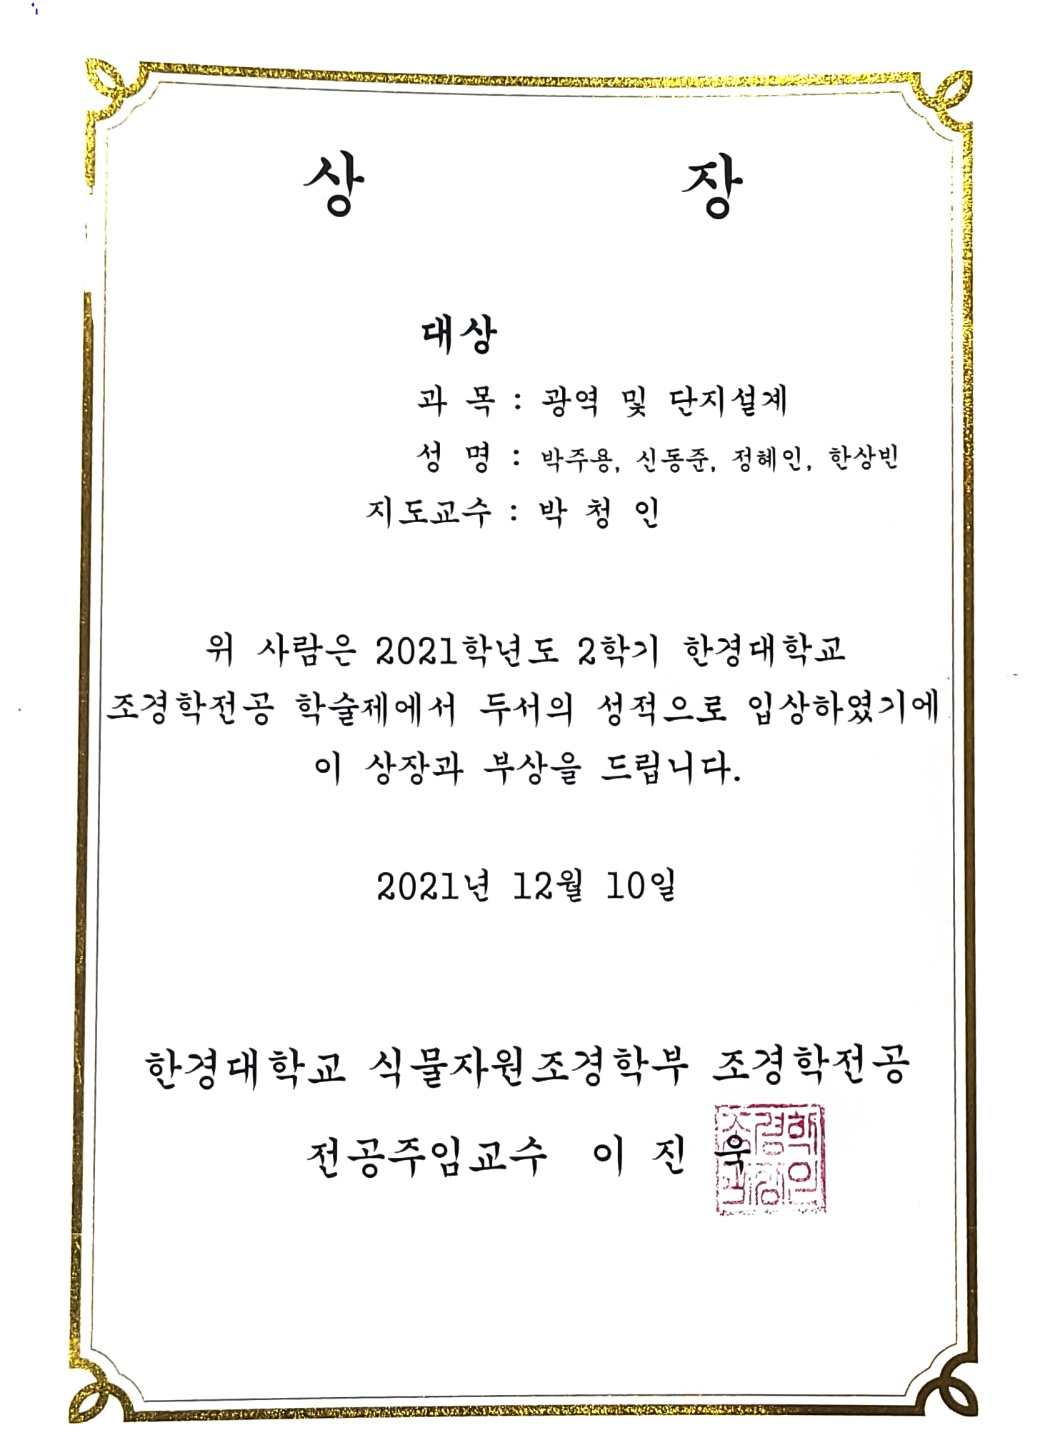 상 장
대상
과 목 : 광역 및 단지설계
성 명 : 박주용, 신동준, 정혜인, 한상빈
지도교수 : 박 청 인
위 사람은 2021학년도 2학기 한경대학교
조경학전공 학술제에서 두서의 성적으로 입상하였기에
이 상장과 부상을 드립니다.
2021년 12월 10일
한경대학교 식물자원조경학부 조경학전공
전공주임교수 이 진 욱
조경학
과장인